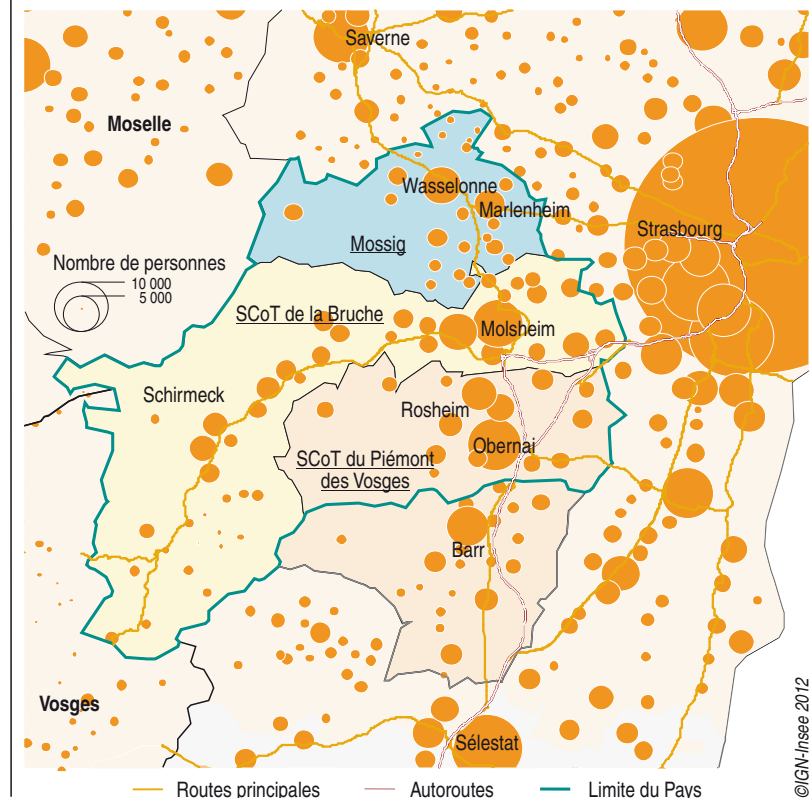 Saverne
Moselle
Wasselonne
Marlenheim
Strasbourg
Mossig
Nombre de personnes
10 000
5 000
SCoT de la Bruche
Molsheim
Schirmeck
Rosheim
Obernai
SCoT du Piémont
des Vosges
Barr
Vosges
Sélestat
©IGN-Insee 2012
Routes principales
Autoroutes
Limite du Pays